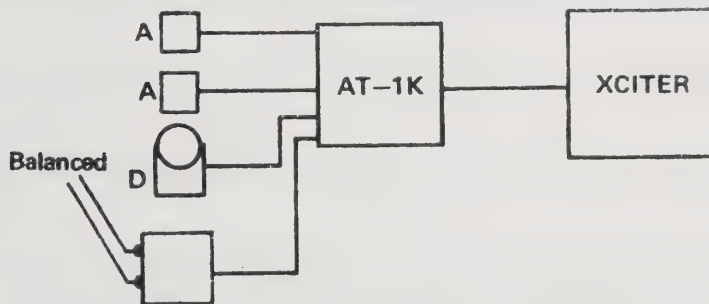 A
A
AT-1K
XCITER
Balanced
D